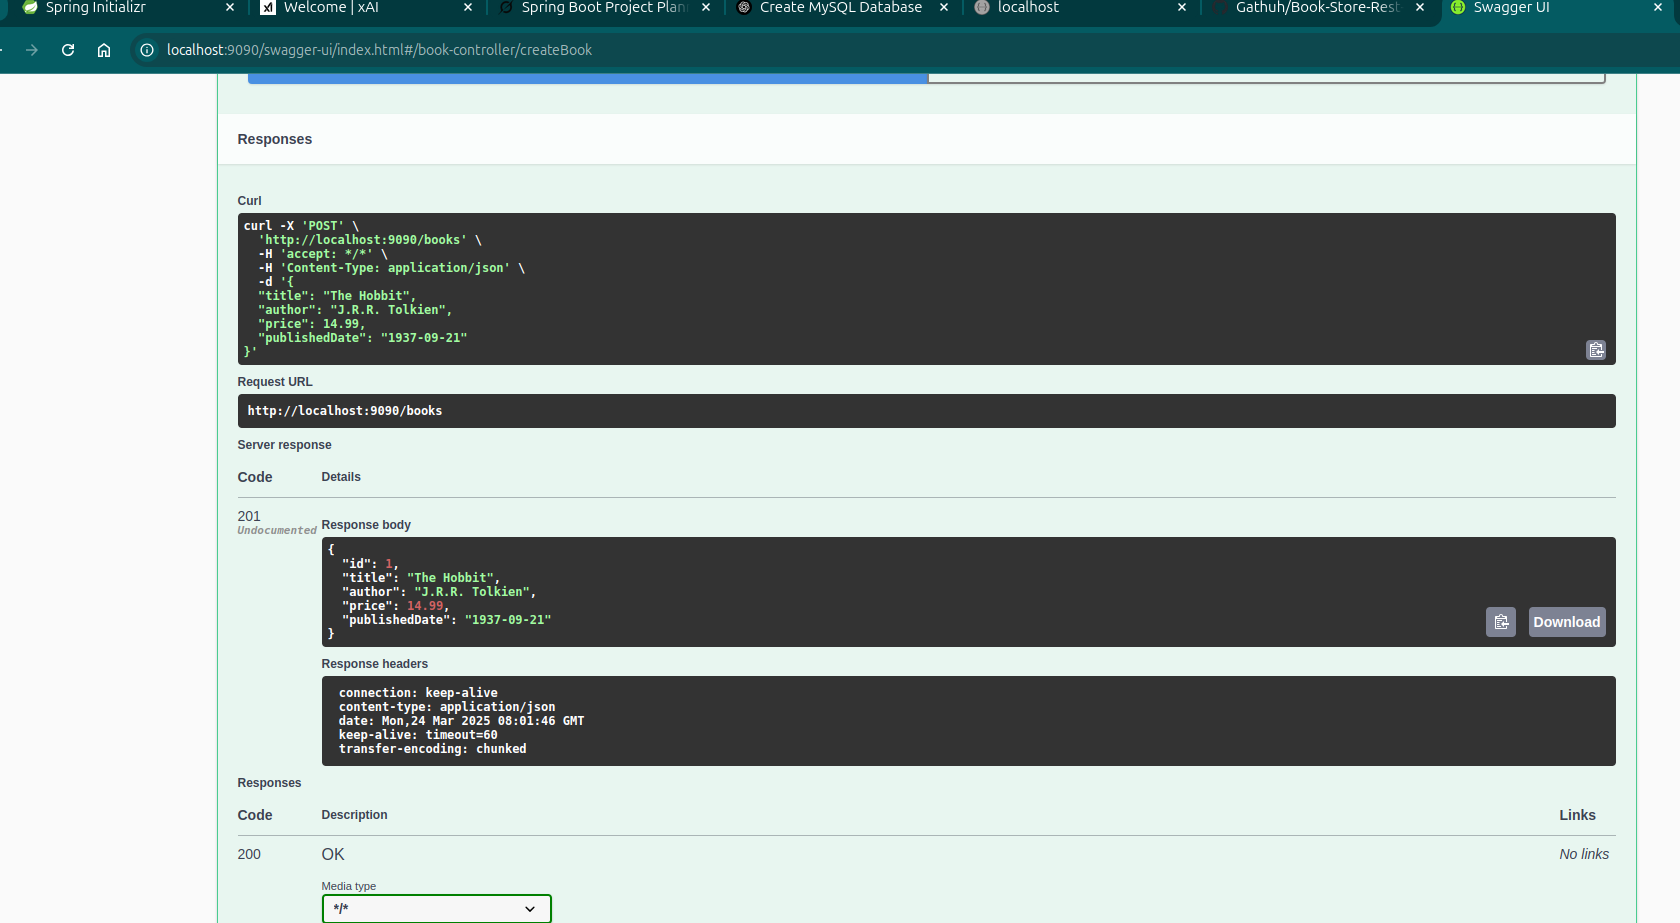 Spring Initializr
Welcome | xAI
Spring Boot Project Plan
Create MySQL Database
localhost
Gathuh/Book-Store-Rest
Swagger UI
localhost:9090/swagger-ui/index.html#/book-controller/createBook
Responses
Curl
curl -X 'POST' \
  'http://localhost:9090/books' \
  -H 'accept: */*' \
  -H 'Content-Type: application/json' \
  -d '{
  "title": "The Hobbit",
  "author": "J.R.R. Tolkien",
  "price": 14.99,
  "publishedDate": "1937-09-21"
}'
Request URL
http://localhost:9090/books
Server response
Code Details
201
Undocumented
Response body
{
  "id": 1,
  "title": "The Hobbit",
  "author": "J.R.R. Tolkien",
  "price": 14.99,
  "publishedDate": "1937-09-21"
}
Download
Response headers
connection: keep-alive
content-type: application/json
date: Mon,24 Mar 2025 08:01:46 GMT
keep-alive: timeout=60
transfer-encoding: chunked
Responses
Code Description Links
200 OK No links
Media type
*/*